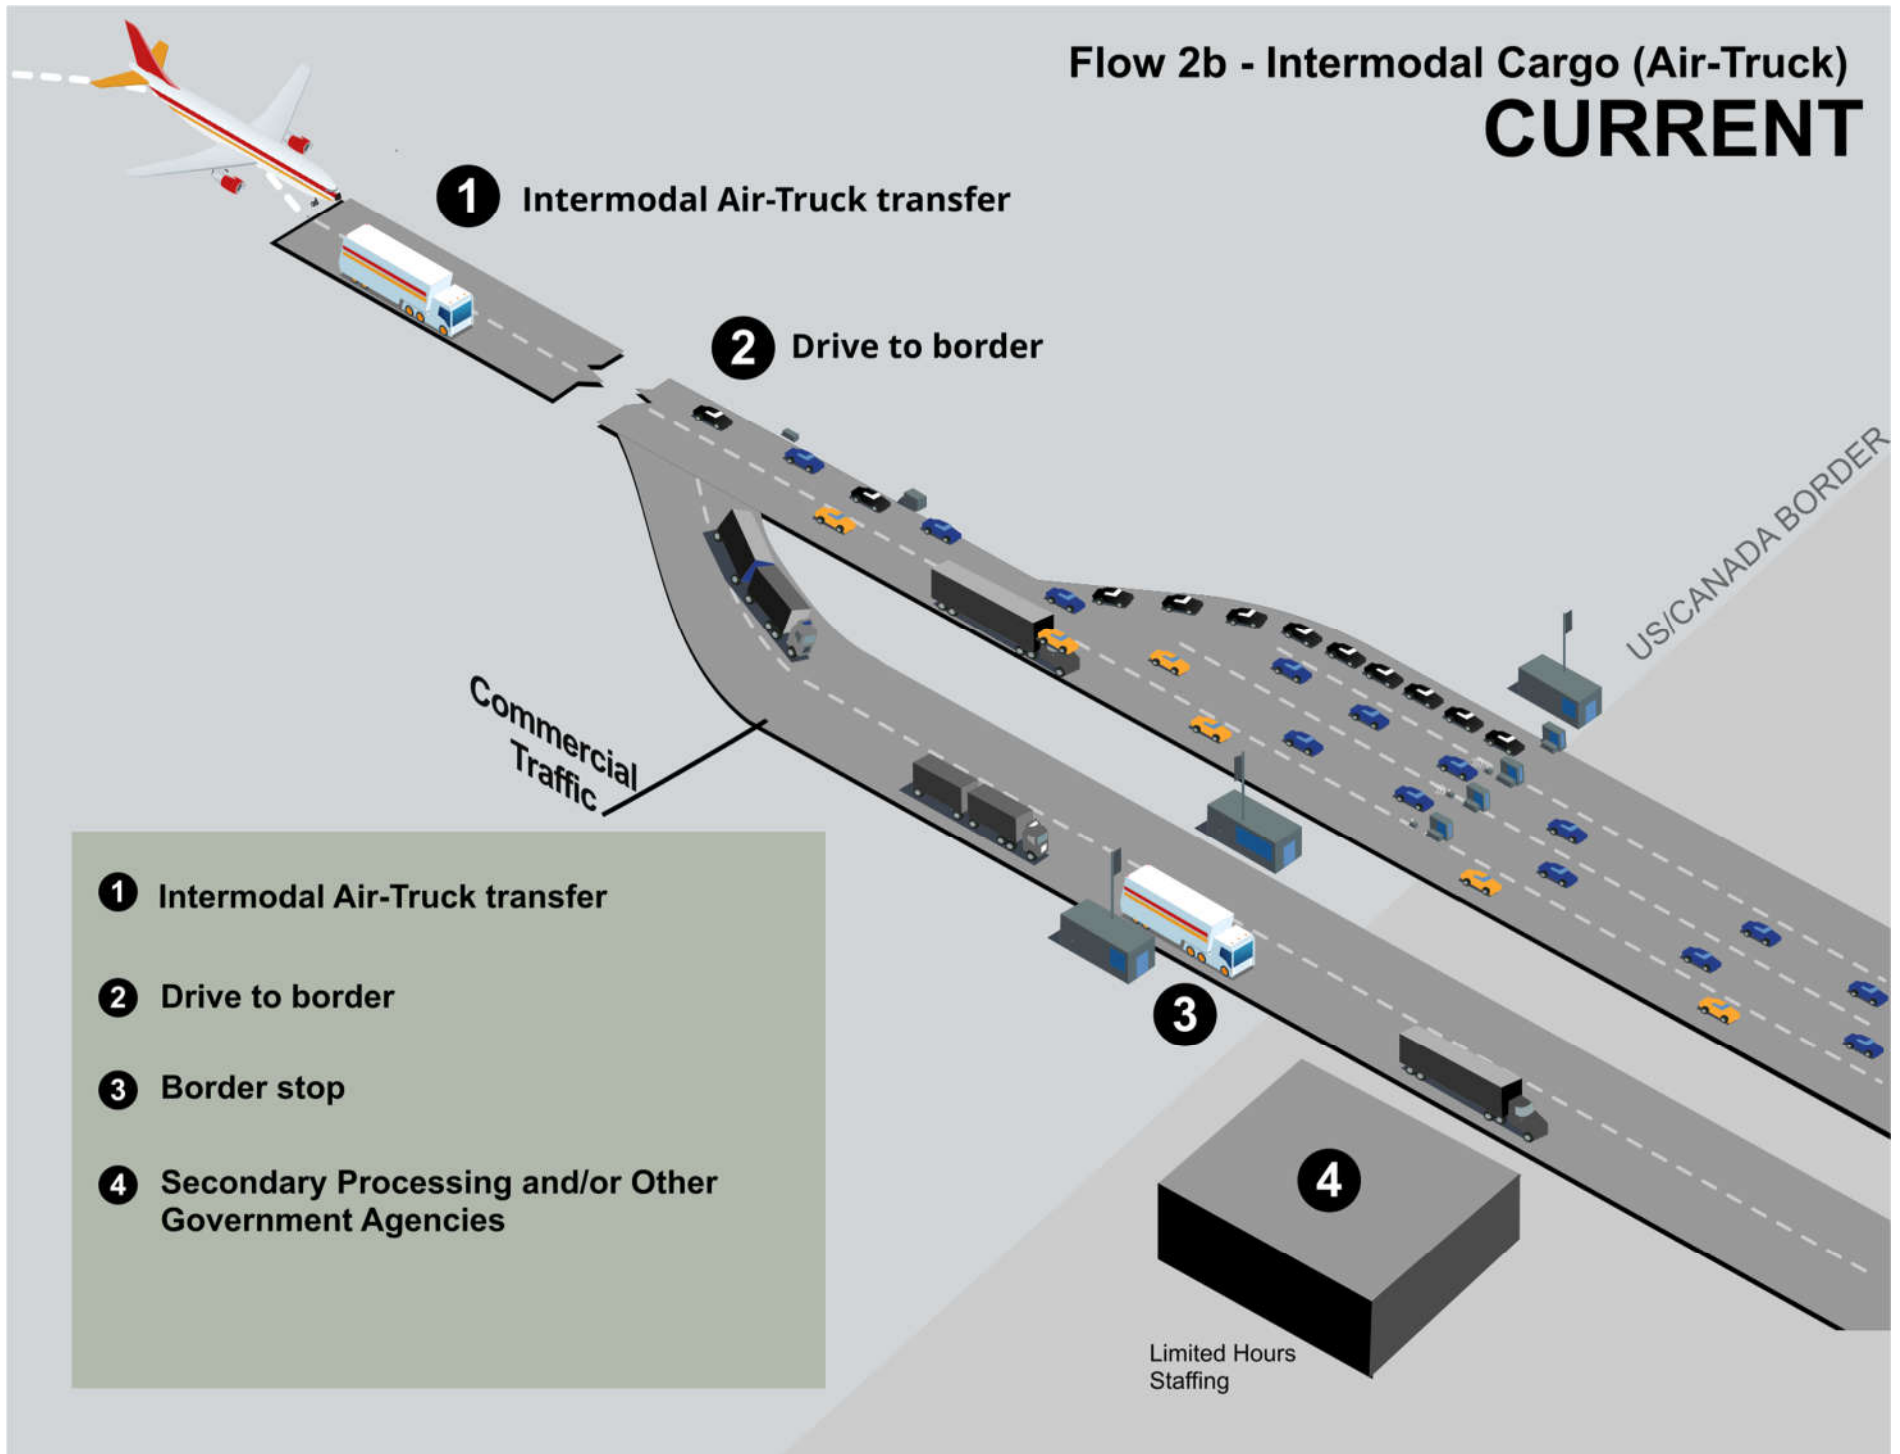 Flow 2b - Intermodal Cargo (Air-Truck)
CURRENT
1 Intermodal Air-Truck transfer
2 Drive to border
US/CANADA BORDER
Commercial
Traffic
3
4
Limited Hours
Staffing
1 Intermodal Air-Truck transfer
2 Drive to border
3 Border stop
4 Secondary Processing and/or Other
Government Agencies